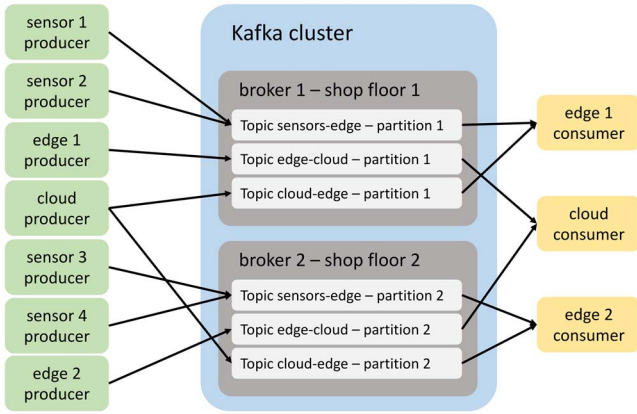 sensor 1
producer
sensor 2
producer
edge 1
producer
cloud
producer
sensor 3
producer
sensor 4
producer
edge 2
producer
Kafka cluster
broker 1 – shop floor 1
Topic sensors-edge – partition 1
Topic edge-cloud – partition 1
Topic cloud-edge – partition 1
broker 2 – shop floor 2
Topic sensors-edge – partition 2
Topic edge-cloud – partition 2
Topic cloud-edge – partition 2
edge 1
consumer
cloud
consumer
edge 2
consumer